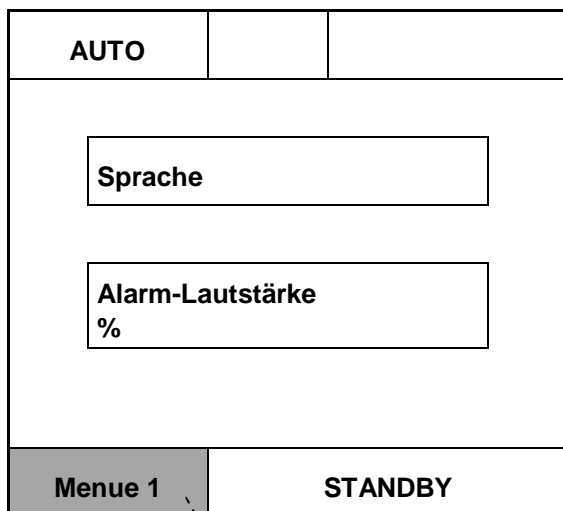 AUTO
Sprache
Alarm-Lautstärke
%
Menue 1
STANDBY